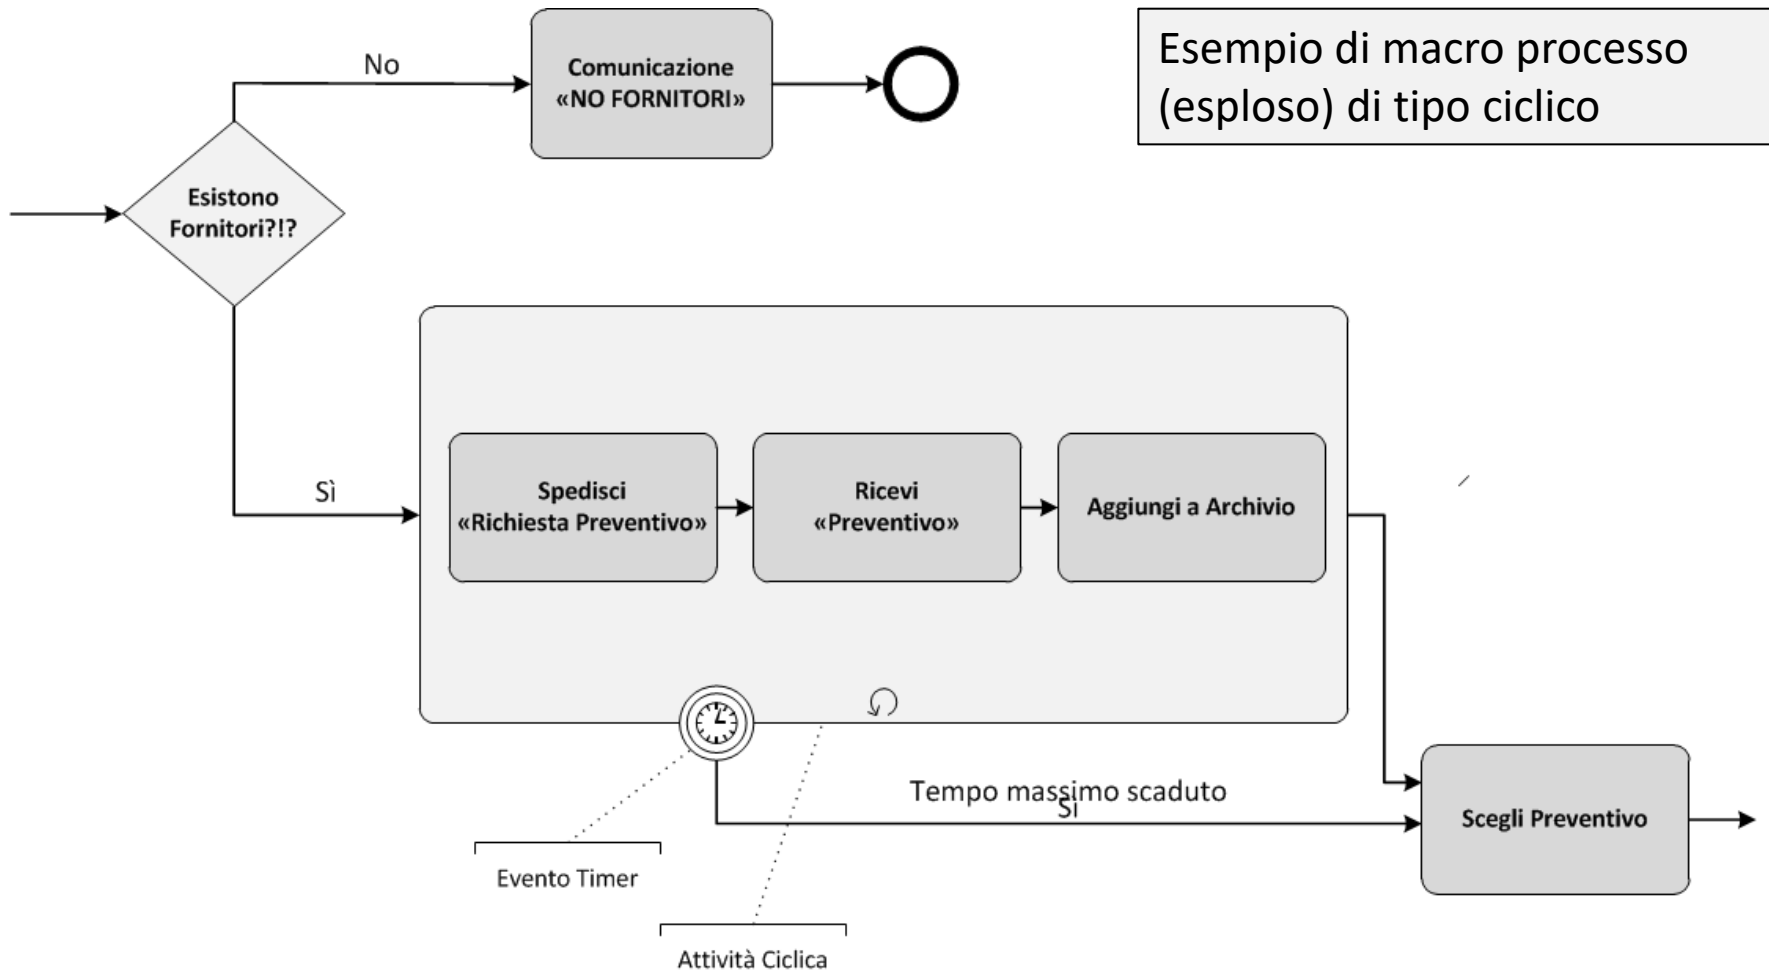 No
Comunicazione
«NO FORNITORI»
Esempio di macro processo
(esploso) di tipo ciclico
Esistono
Fornitori?!?
Sì
Spedisci
«Richiesta Preventivo»
Ricevi
«Preventivo»
Aggiungi a Archivio
Tempo massimo scaduto
Sì
Scegli Preventivo
Evento Timer
Attività Ciclica